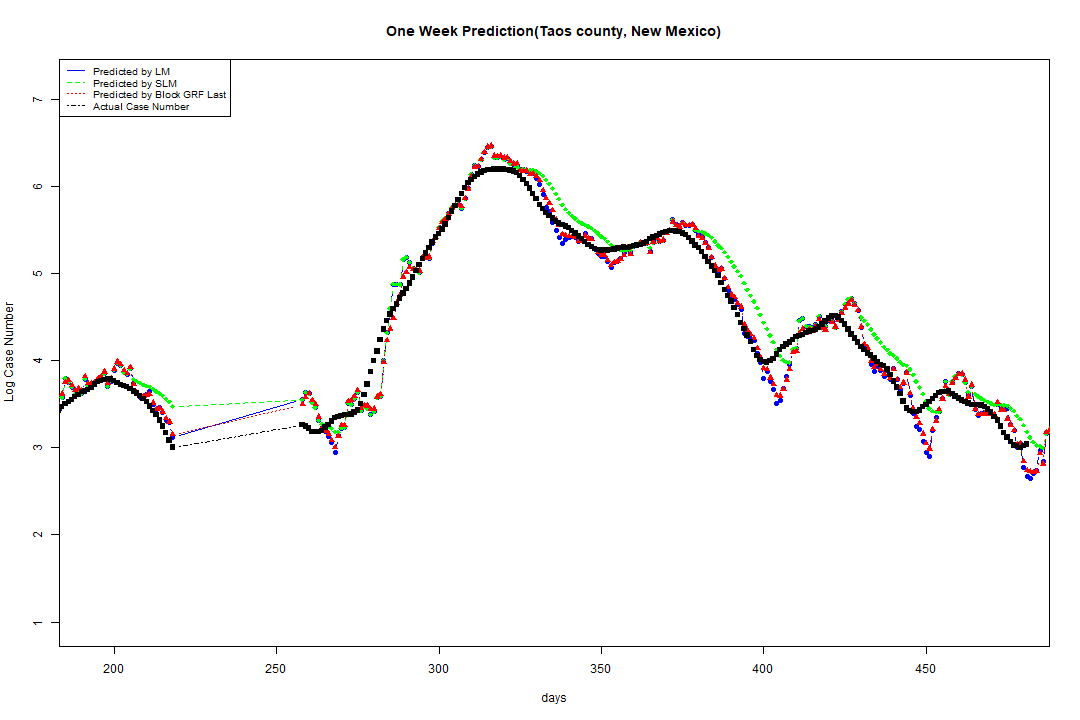 One Week Prediction(Taos county, New Mexico)
Predicted by LM
Predicted by SLM
Predicted by Block GRF Last
Actual Case Number
7
6
5
4
3
2
1
Log Case Number
200
250
300
350
400
450
days